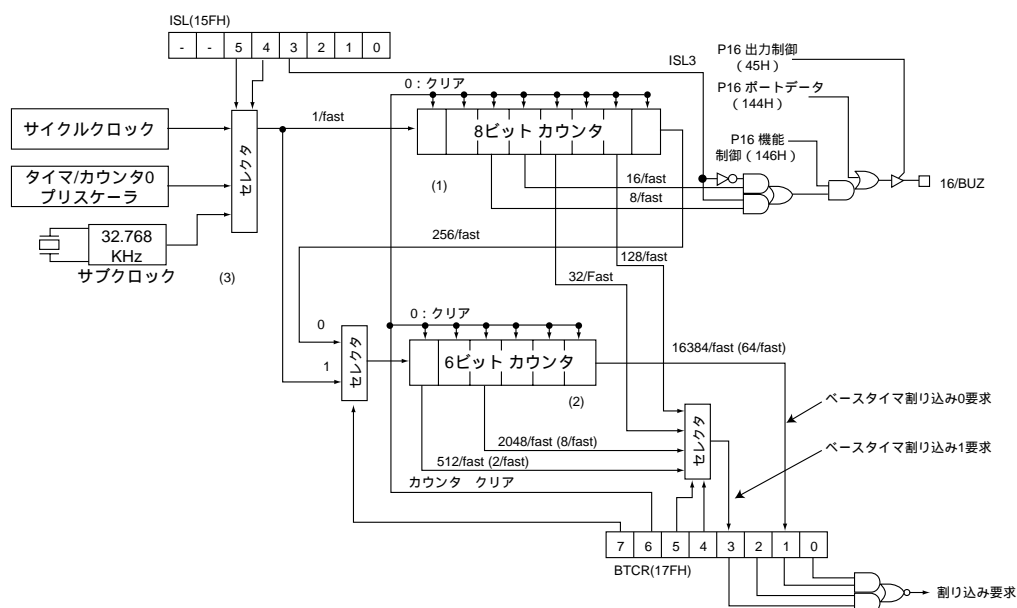 ISL(15FH)
- - 5 4 3 2 1 0
ISL3
P16 出力制御
（45H）
P16 ポートデータ
（144H）
P16 機能
制御（146H）
16/BUZ
0：クリア
サイクルクロック
1/fast
8ビット カウンタ
セレクタ
タイマ/カウンタ0
プリスケーラ
(1)
16/fast
8/fast
32.768
KHz
サブクロック
(3)
256/fast
128/fast
32/Fast
0：クリア
0
1
セレクタ
6ビット カウンタ
(2)
16384/fast (64/fast)
ベースタイマ割り込み0要求
セレクタ
2048/fast (8/fast)
512/fast (2/fast)
ベースタイマ割り込み1要求
カウンタ クリア
7 6 5 4 3 2 1 0
BTCR(17FH)
割り込み要求